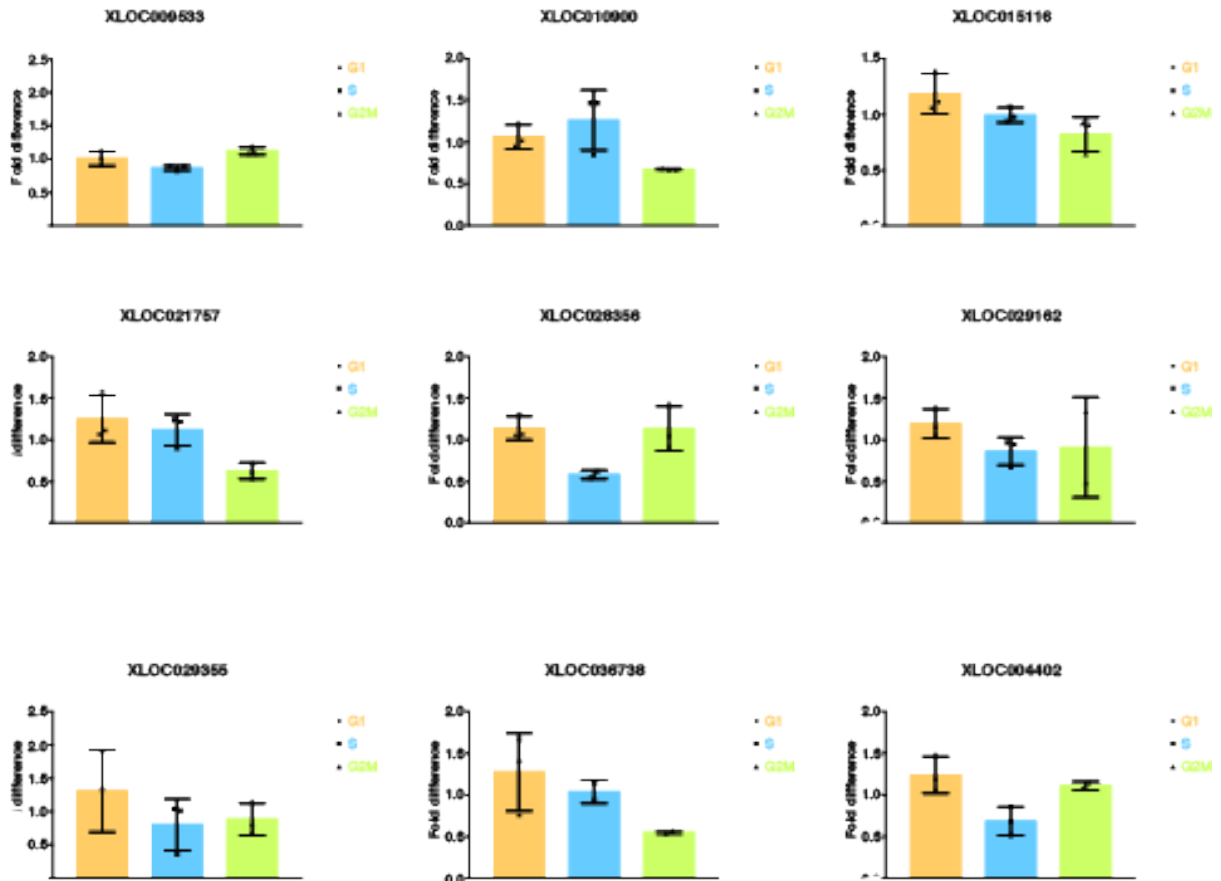 XLOC009533
2.5
2.0
1.5
1.0
0.5
Fold difference
G1
S
G2M
XLOC010900
2.0
1.5
1.0
0.5
0.0
Fold difference
G1
S
G2M
XLOC015116
1.5
1.0
0.5
Fold difference
G1
S
G2M
XLOC021757
2.0
1.5
1.0
0.5
difference
G1
S
G2M
XLOC028356
2.0
1.5
1.0
0.5
0.0
Fold difference
G1
S
G2M
XLOC029162
2.0
1.5
1.0
0.5
Fold difference
G1
S
G2M
XLOC029355
2.5
2.0
1.5
1.0
0.5
difference
G1
S
G2M
XLOC036738
2.0
1.5
1.0
0.5
0.0
Fold difference
G1
S
G2M
XLOC004402
2.0
1.5
1.0
0.5
Fold difference
G1
S
G2M